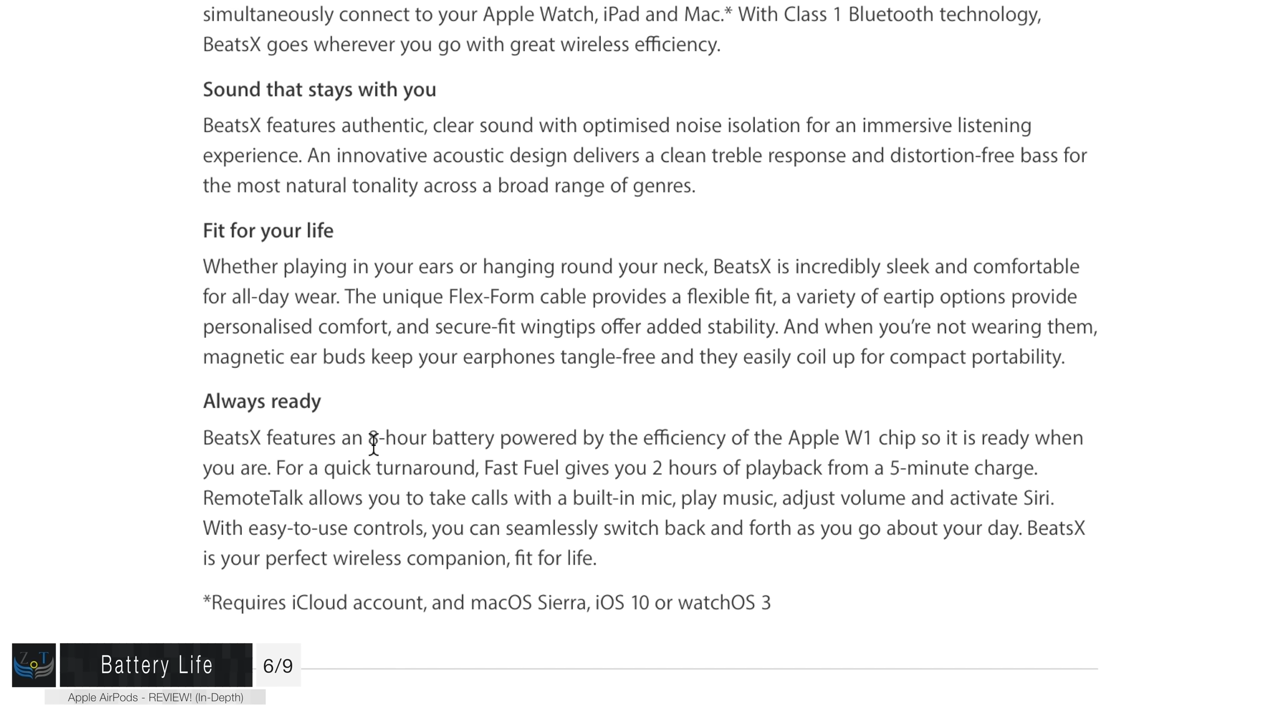 simultaneously connect to your Apple Watch, iPad and Mac.* With Class 1 Bluetooth technology,
BeatsX goes wherever you go with great wireless efficiency.
Sound that stays with you
BeatsX features authentic, clear sound with optimised noise isolation for an immersive listening
experience. An innovative acoustic design delivers a clean treble response and distortion-free bass for
the most natural tonality across a broad range of genres.
Fit for your life
Whether playing in your ears or hanging round your neck, BeatsX is incredibly sleek and comfortable
for all-day wear. The unique Flex-Form cable provides a flexible fit, a variety of eartip options provide
personalised comfort, and secure-fit wingtips offer added stability. And when you’re not wearing them,
magnetic ear buds keep your earphones tangle-free and they easily coil up for compact portability.
Always ready
BeatsX features an 8-hour battery powered by the efficiency of the Apple W1 chip so it is ready when
you are. For a quick turnaround, Fast Fuel gives you 2 hours of playback from a 5-minute charge.
RemoteTalk allows you to take calls with a built-in mic, play music, adjust volume and activate Siri.
With easy-to-use controls, you can seamlessly switch back and forth as you go about your day. BeatsX
is your perfect wireless companion, fit for life.
*Requires iCloud account, and macOS Sierra, iOS 10 or watchOS 3
ZoT Battery Life 6/9
Apple AirPods - REVIEW! (In-Depth)